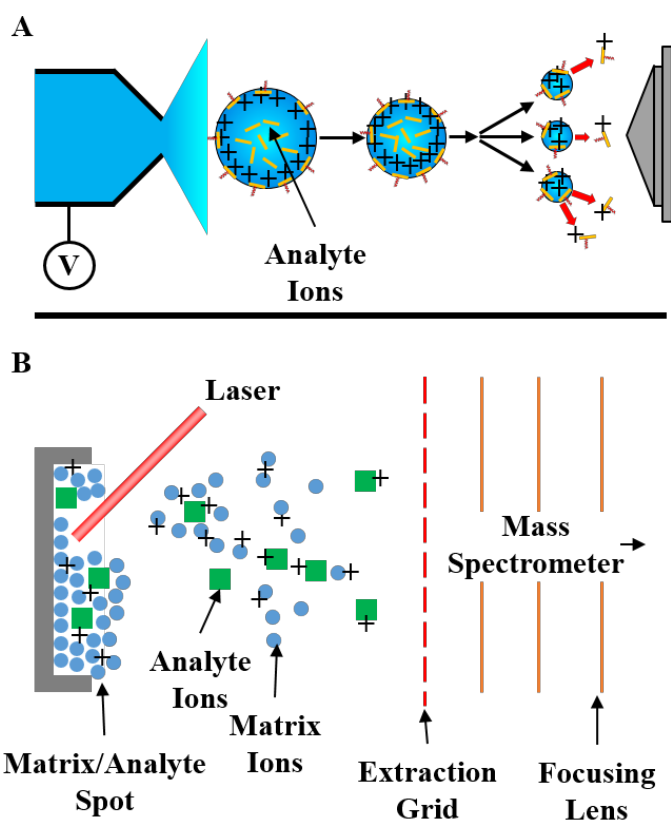 A
V
Analyte
Ions
B
Laser
Mass
Spectrometer
Analyte
Ions
Matrix
Ions
Matrix/Analyte
Spot
Extraction
Grid
Focusing
Lens